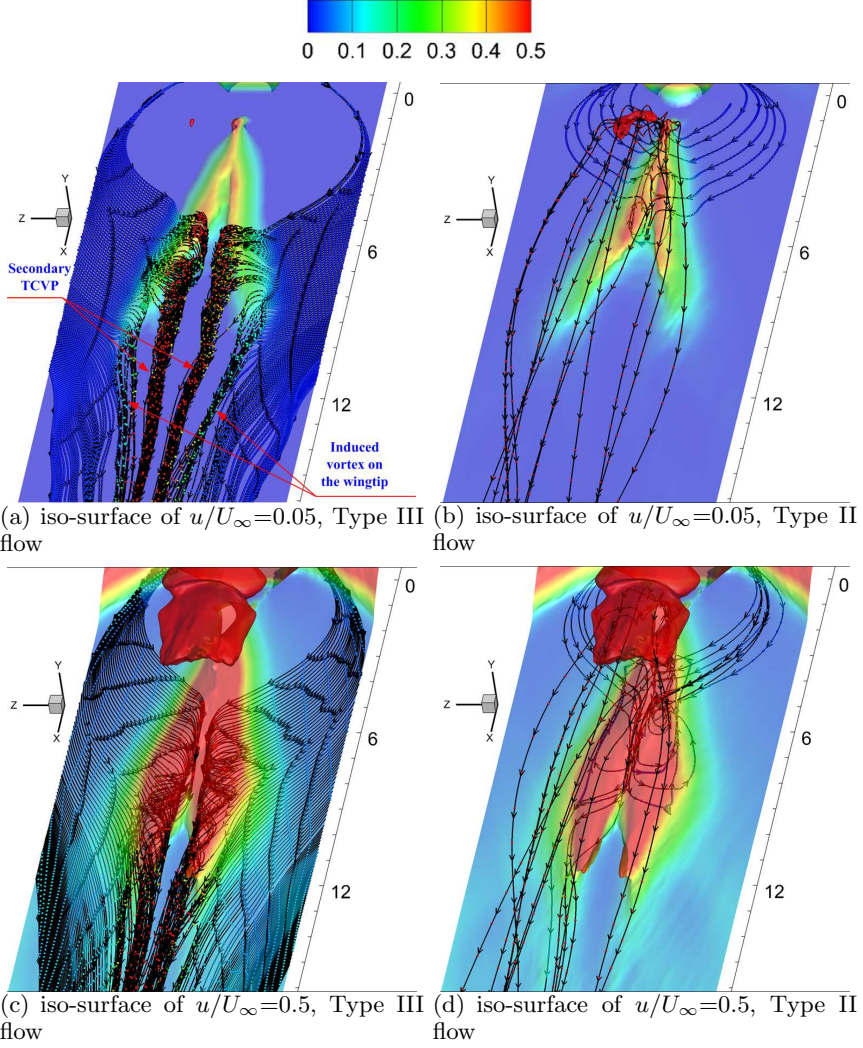 0 0.1 0.2 0.3 0.4 0.5
0
6
12
Y
Z
X
Secondary
TCVP
Induced
vortex on
the wingtip
0
6
12
Y
Z
X
(a) iso-surface of u/U∞=0.05, Type III
flow
(b) iso-surface of u/U∞=0.05, Type II
flow
0
6
12
Y
Z
X
0
6
12
Y
Z
X
(c) iso-surface of u/U∞=0.5, Type III
flow
(d) iso-surface of u/U∞=0.5, Type II
flow